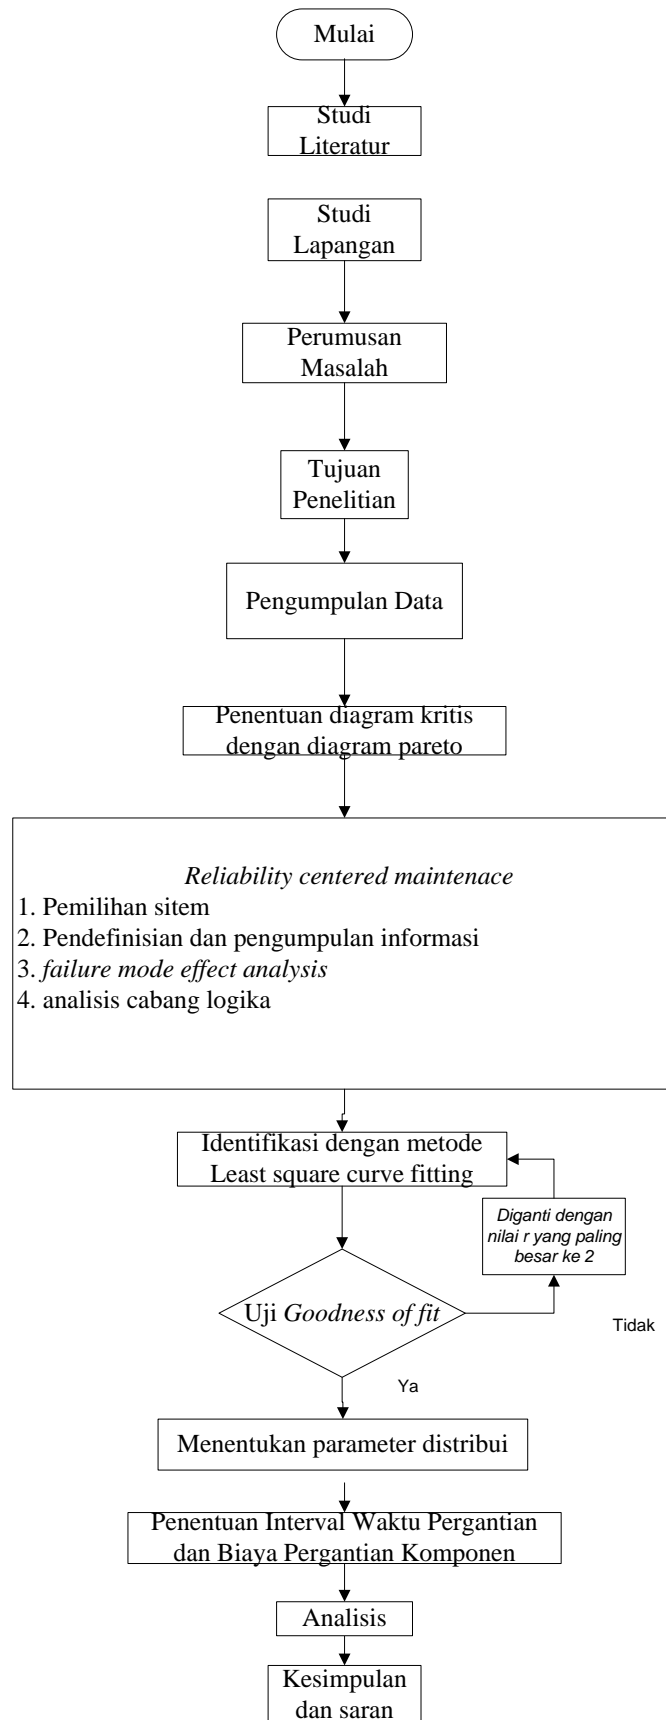 Mulai
Studi
Literatur
Studi
Lapangan
Perumusan
Masalah
Tujuan
Penelitian
Pengumpulan Data
Penentuan diagram kritis
dengan diagram pareto
Reliability centered maintenace
1. Pemilihan sitem
2. Pendefinisian dan pengumpulan informasi
3. failure mode effect analysis
4. analisis cabang logika
Identifikasi dengan metode
Least square curve fitting
Diganti dengan
nilai r yang paling
besar ke 2
Uji Goodness of fit
Tidak
Ya
Menentukan parameter distribui
Penentuan Interval Waktu Pergantian
dan Biaya Pergantian Komponen
Analisis
Kesimpulan
dan saran